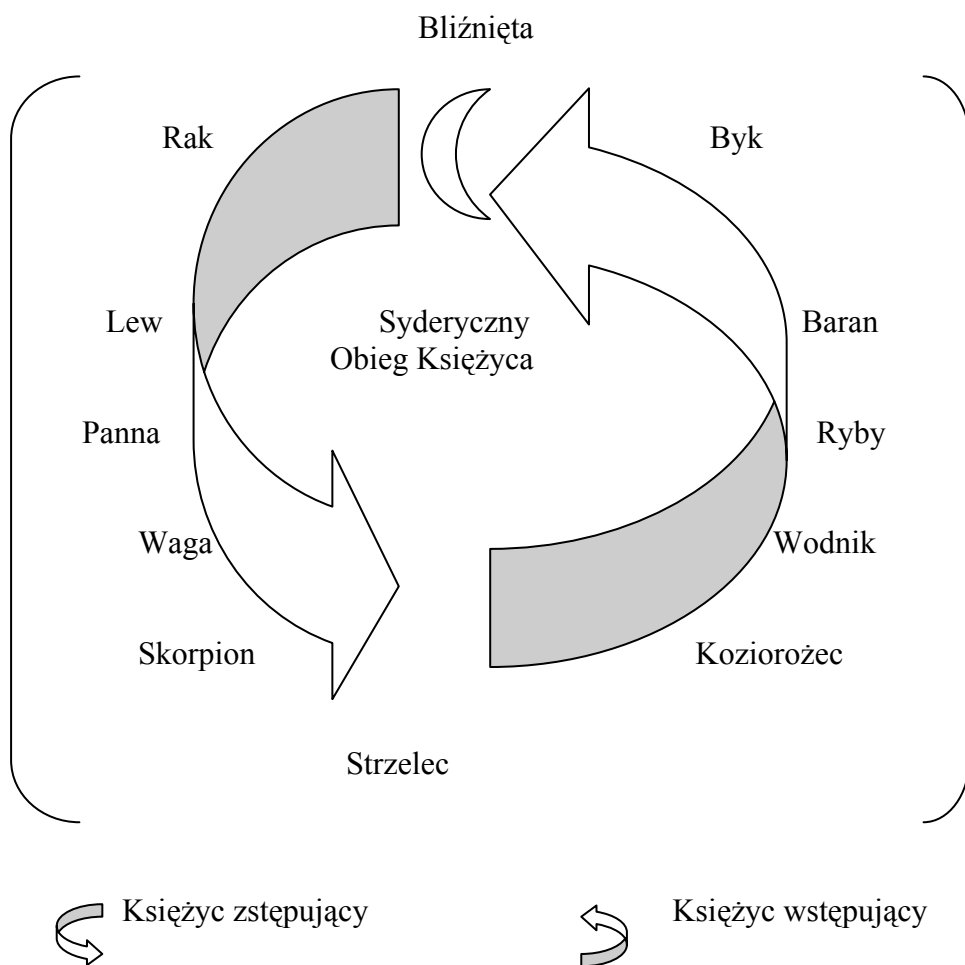 Bliźnięta
Rak
Byk
Lew
Syderyczny
Obieg Księżyca
Baran
Panna
Ryby
Waga
Wodnik
Skorpion
Koziorożec
Strzelec
Księżyc zstępujący
Księżyc wstępujący